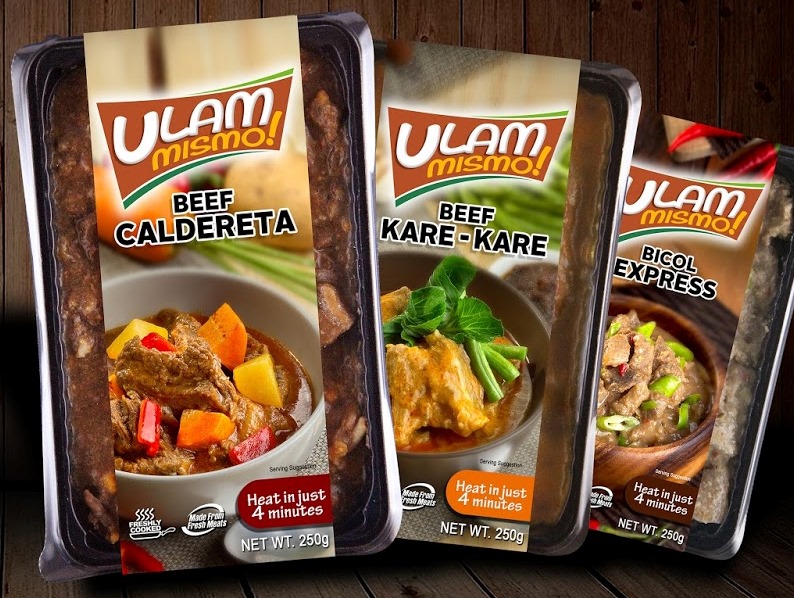 ULAM
mismo!
BEEF
CALDERETA
Serving Suggestion
FRESHLY
COOKED
Made From
Fresh Meats
Heat in just
4 minutes
NET WT. 250g
ULAM
mismo!
BEEF
KARE-KARE
Serving Suggestion
Made From
Fresh Meats
Heat in just
4 minutes
NET WT. 250g
ULAM
mismo!
BICOL
EXPRESS
Serving Suggestion
Heat in just
4 minutes
NET WT. 250g